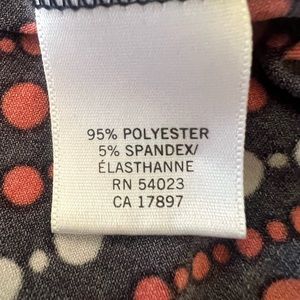 95% POLYESTER
5% SPANDEX/
ÉLASTHANNE
RN 54023
CA 17897